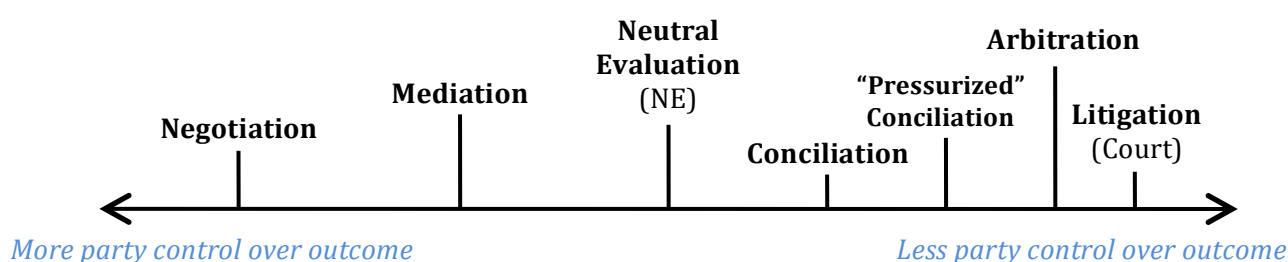 Negotiation
Mediation
Neutral
Evaluation
(NE)
Conciliation
“Pressurized”
Conciliation
Arbitration
Litigation
(Court)
More party control over outcome
Less party control over outcome